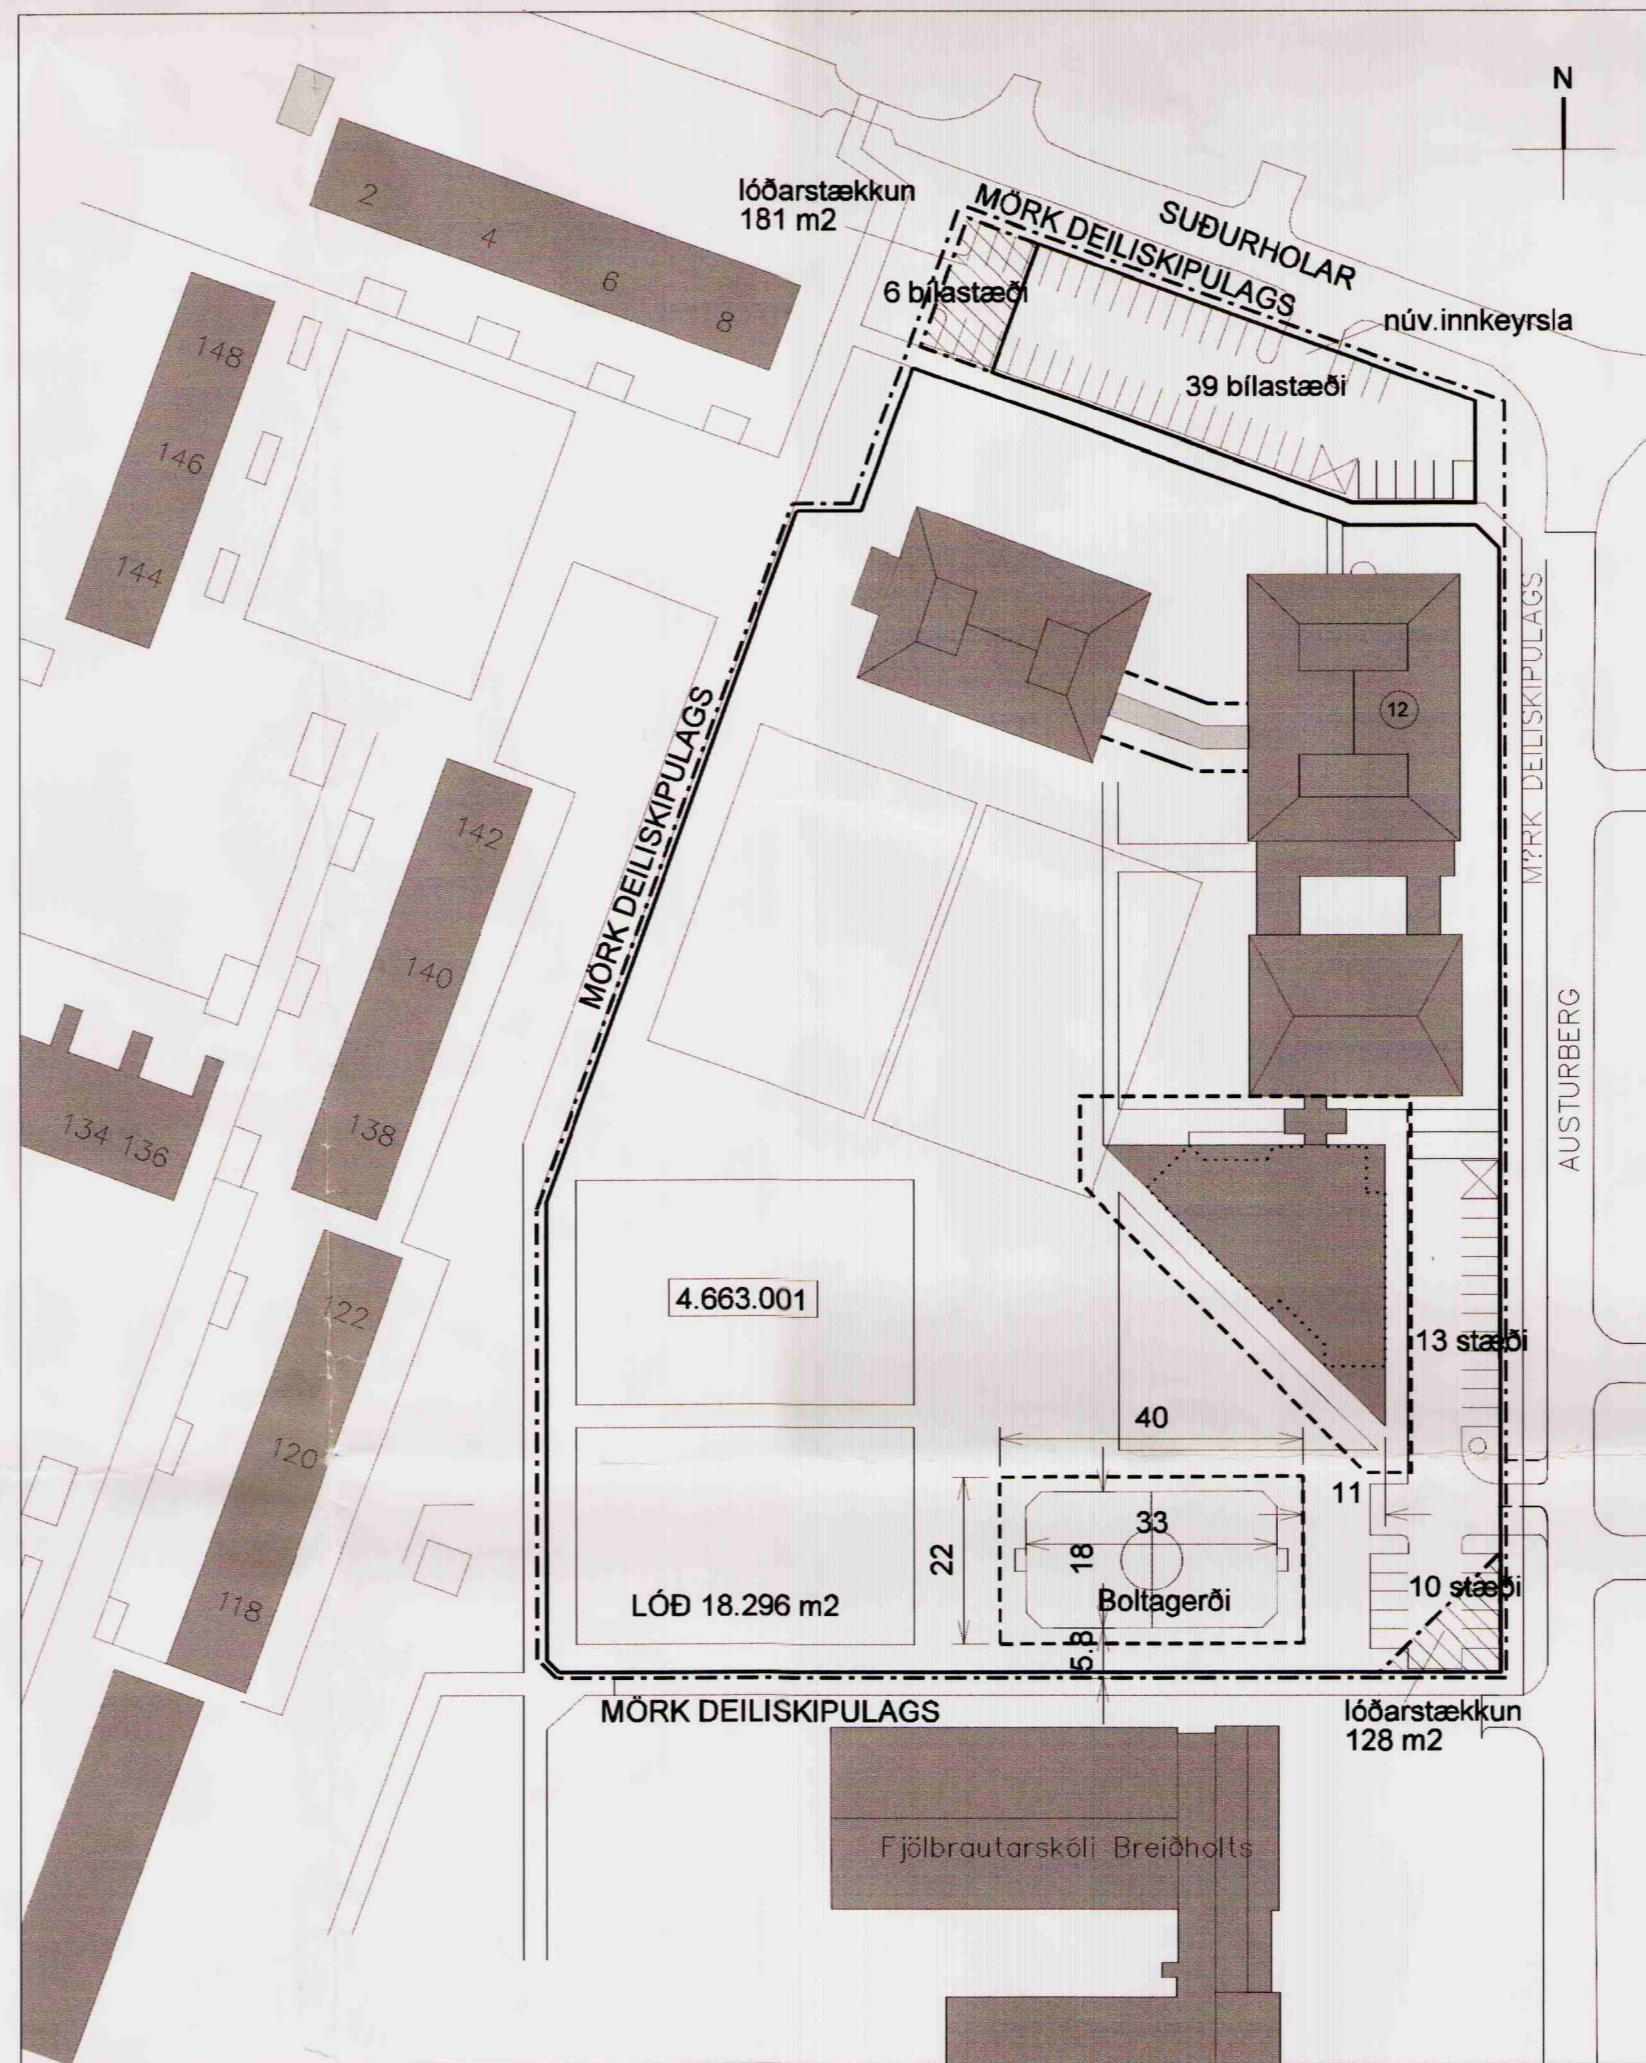 N
lóðarstækkun
181 m2
MÖRK DEILISKIPULAGS
SUÐURHOLAR
6 bílastæði
núv.innkeyrsla
39 bílastæði
2
4
6
8
148
146
144
12
MÖRK DEILISKIPULAGS
M?RK DEILISKIPULAGS
142
140
138
134 136
AUSTURBERG
4.663.001
13 stæði
122
120
118
40
11
33
22
18
Boltagerði
10 stæði
LÓÐ 18.296 m2
5.8
MÖRK DEILISKIPULAGS
lóðarstækkun
128 m2
Fjölbrautarskóli Breiðholts